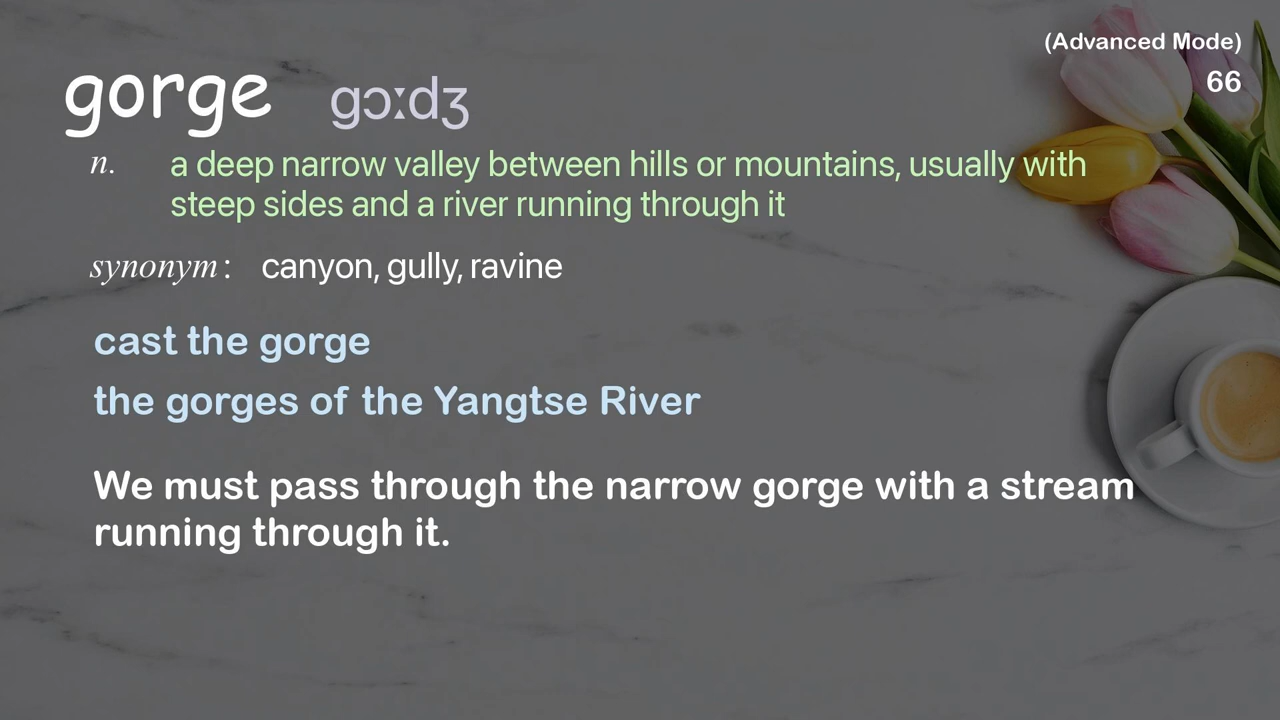 (Advanced Mode)
66
gorge gɔːdʒ
n. a deep narrow valley between hills or mountains, usually with
steep sides and a river running through it
synonym: canyon, gully, ravine
cast the gorge
the gorges of the Yangtse River
We must pass through the narrow gorge with a stream
running through it.